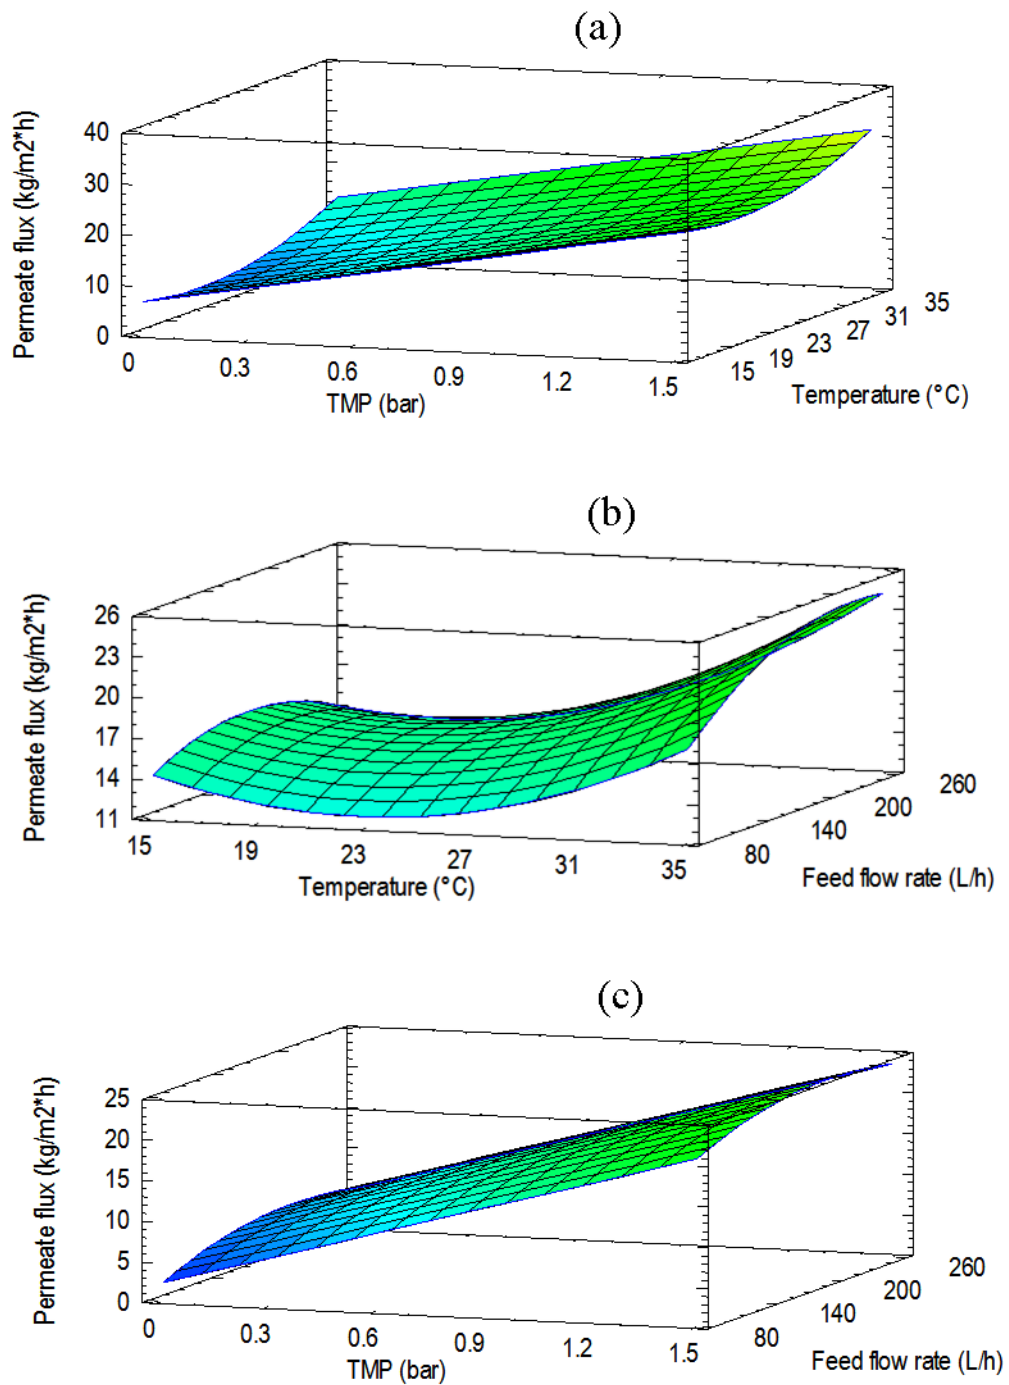 (a)
Permeate flux (kg/m2*h)
40
30
20
10
0
0 0.3 0.6 0.9 1.2 1.5
TMP (bar)
15 19 23 27 31 35
Temperature (°C)
(b)
Permeate flux (kg/m2*h)
26
23
20
17
14
11
15 19 23 27 31 35
Temperature (°C)
80 140 200 260
Feed flow rate (L/h)
(c)
Permeate flux (kg/m2*h)
25
20
15
10
5
0
0 0.3 0.6 0.9 1.2 1.5
TMP (bar)
80 140 200 260
Feed flow rate (L/h)